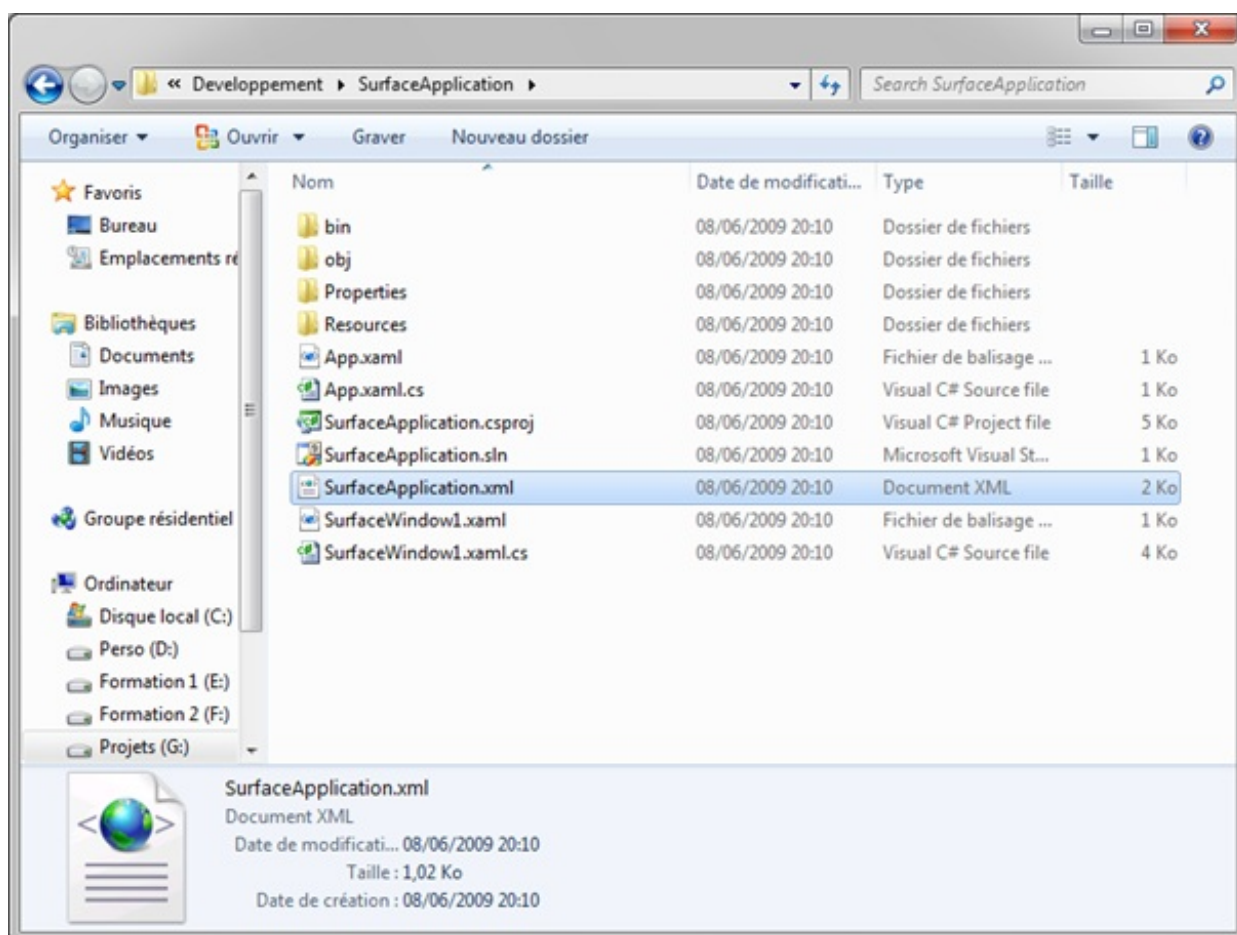 « Developpement ▸ SurfaceApplication ▸ Search SurfaceApplication
Organiser Ouvrir Graver Nouveau dossier
Favoris
Bureau
Emplacements ré
Bibliothèques
Documents
Images
Musique
Vidéos
Groupe résidentiel
Ordinateur
Disque local (C:)
Perso (D:)
Formation 1 (E:)
Formation 2 (F:)
Projets (G:)
Nom Date de modificati... Type Taille
bin 08/06/2009 20:10 Dossier de fichiers
obj 08/06/2009 20:10 Dossier de fichiers
Properties 08/06/2009 20:10 Dossier de fichiers
Resources 08/06/2009 20:10 Dossier de fichiers
App.xaml 08/06/2009 20:10 Fichier de balisage ... 1 Ko
App.xaml.cs 08/06/2009 20:10 Visual C# Source file 1 Ko
SurfaceApplication.csproj 08/06/2009 20:10 Visual C# Project file 5 Ko
SurfaceApplication.sln 08/06/2009 20:10 Microsoft Visual St... 1 Ko
SurfaceApplication.xml 08/06/2009 20:10 Document XML 2 Ko
SurfaceWindow1.xaml 08/06/2009 20:10 Fichier de balisage ... 1 Ko
SurfaceWindow1.xaml.cs 08/06/2009 20:10 Visual C# Source file 4 Ko
SurfaceApplication.xml
Document XML
Date de modificati... 08/06/2009 20:10
Taille : 1,02 Ko
Date de création : 08/06/2009 20:10